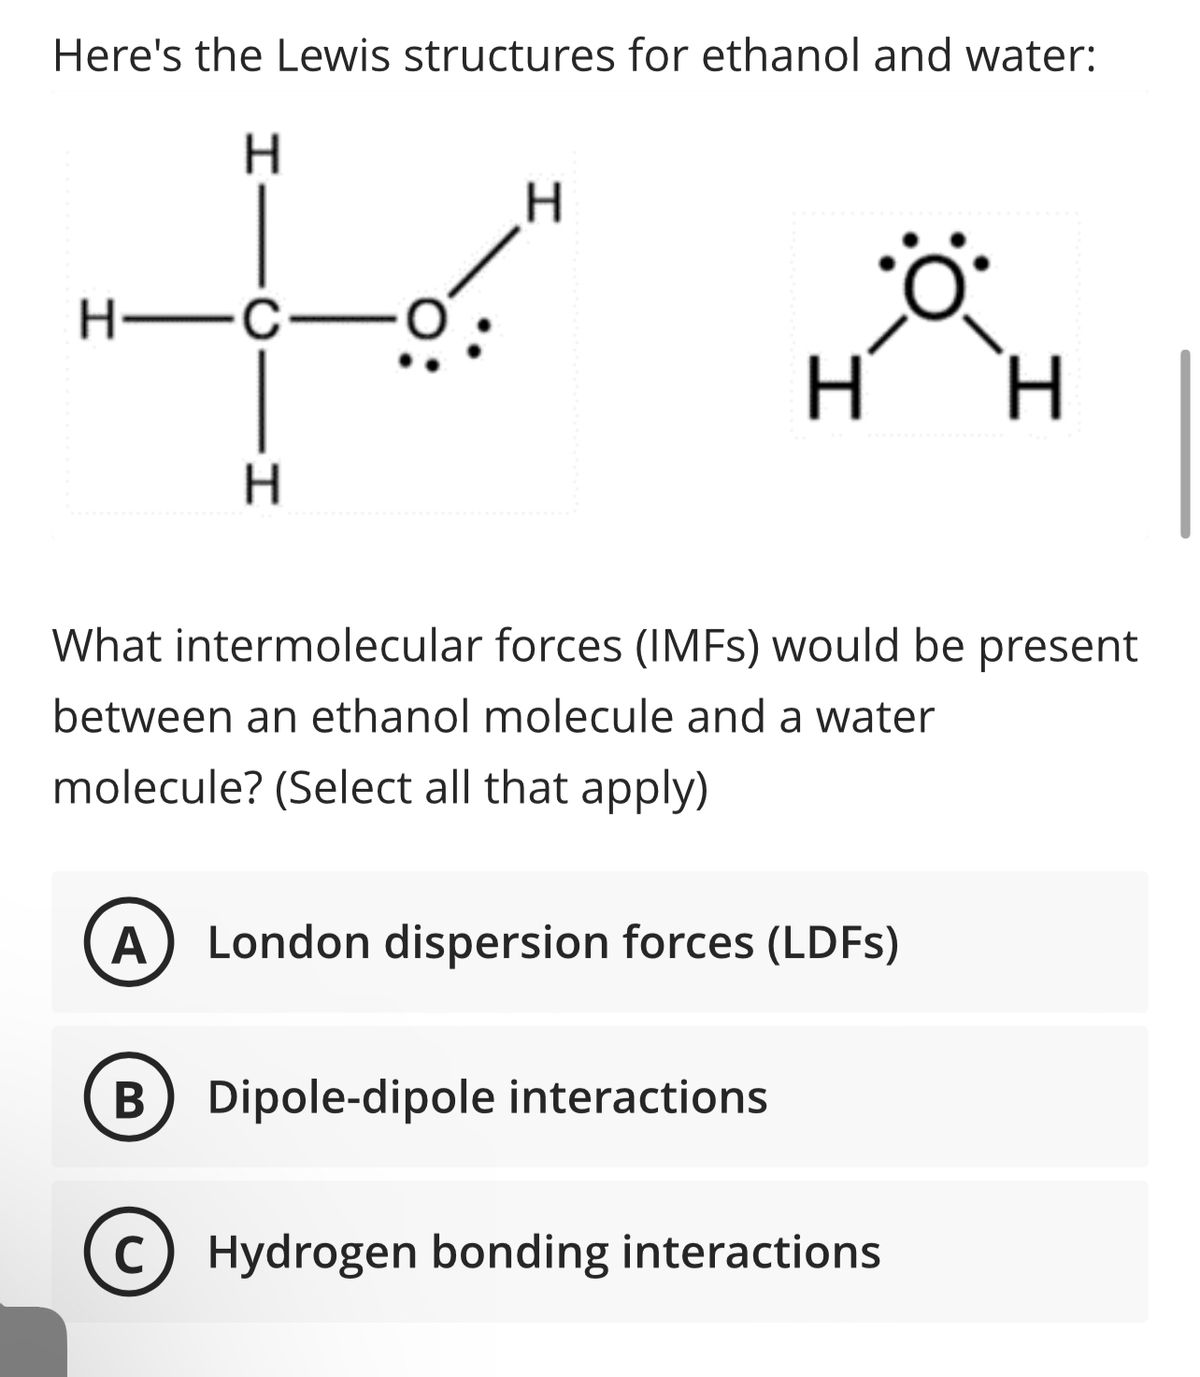 Here's the Lewis structures for ethanol and water:
H
H
H C O
H
O
H H
What intermolecular forces (IMFs) would be present
between an ethanol molecule and a water
molecule? (Select all that apply)
A London dispersion forces (LDFs)
B Dipole-dipole interactions
C Hydrogen bonding interactions